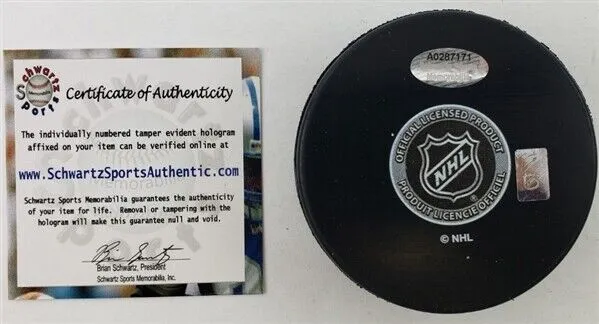 Schwartz
Sports
Certificate of Authenticity
The individually numbered tamper evident hologram
affixed on your item can be verified online at
www.SchwartzSportsAuthentic.com
Schwartz Sports Memorabilia guarantees the authenticity
of your item for life. Removal or tampering with the
hologram will make this guarantee null and void.
Brian Schwartz, President
Schwartz Sports Memorabilia, Inc.
A0287171
OFFICIAL LICENSED PRODUCT
NHL
PRODUIT LICENCIÉ OFFICIEL
© NHL